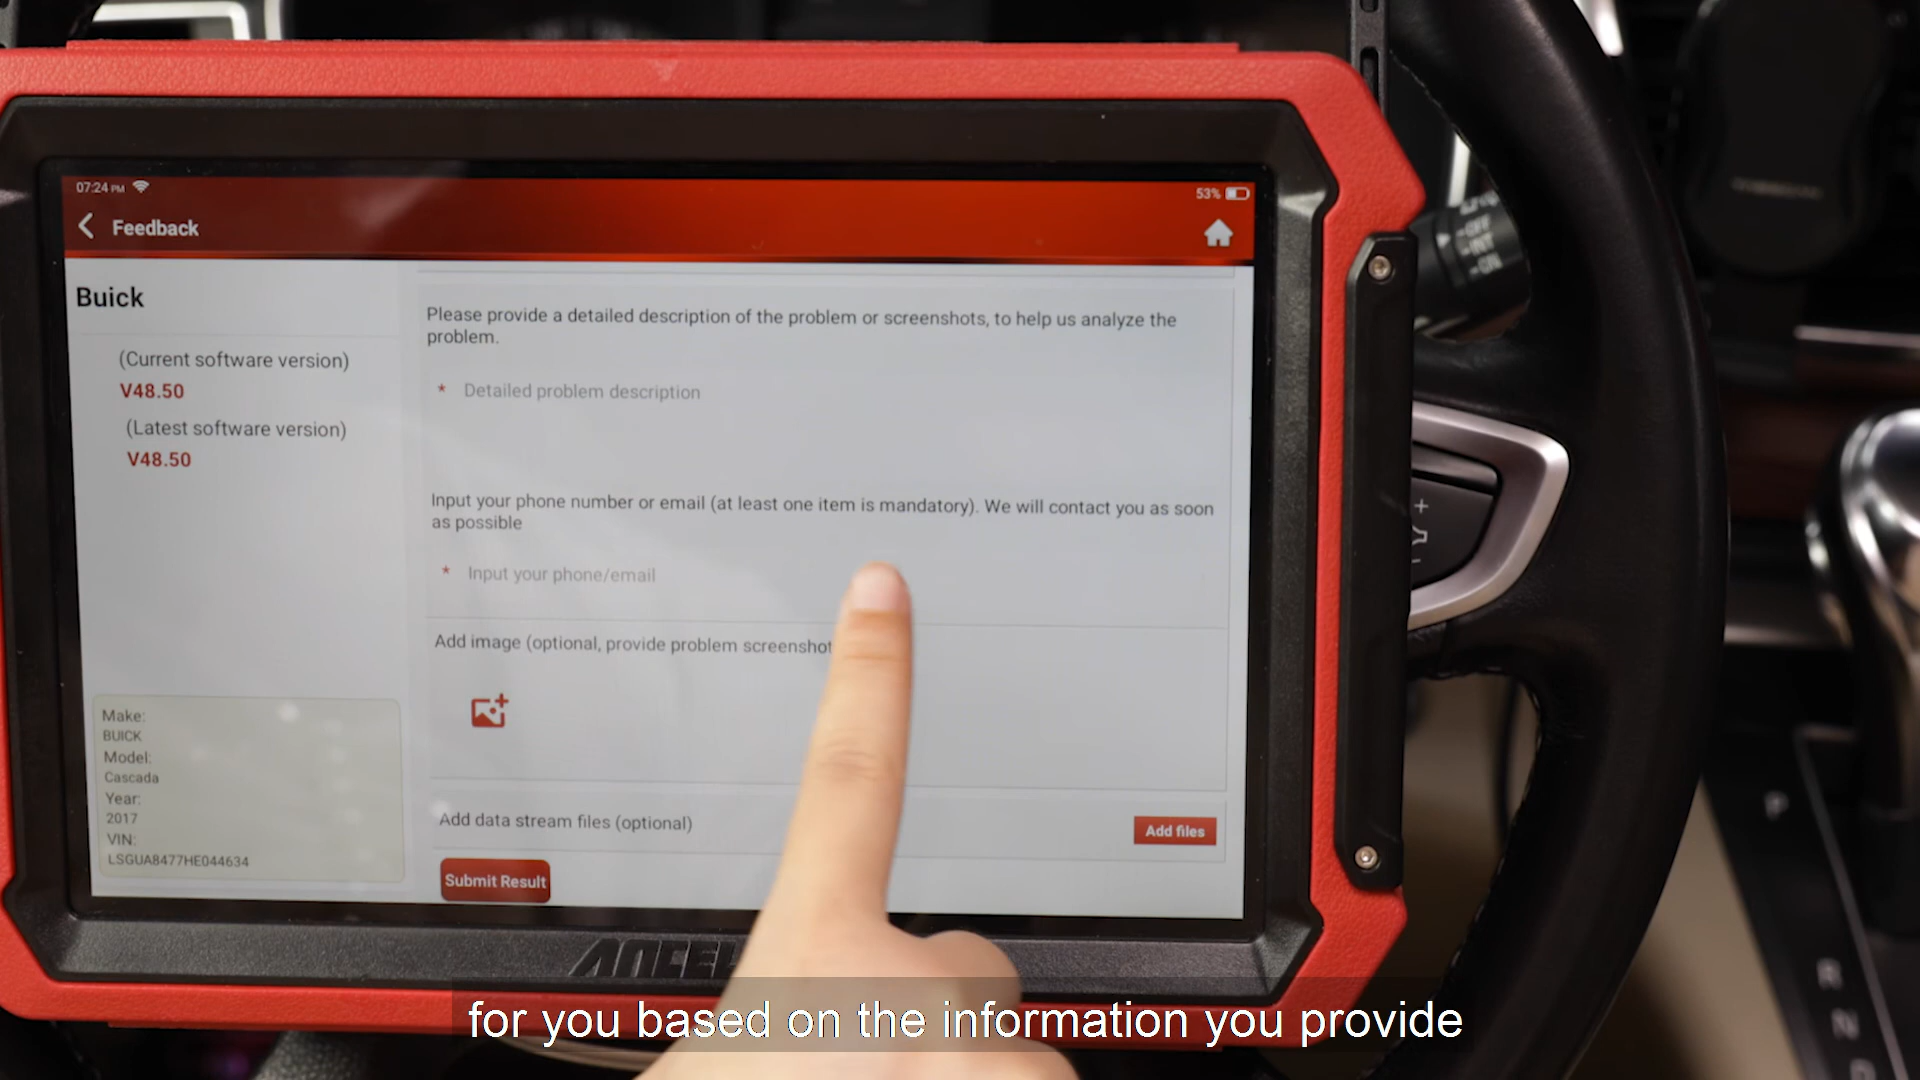 07:24 PM
53%
Feedback
Buick
(Current software version)
V48.50
(Latest software version)
V48.50
Make:
BUICK
Model:
Cascada
Year:
2017
VIN:
LSGUA8477HE044634
Please provide a detailed description of the problem or screenshots, to help us analyze the
problem.
* Detailed problem description
Input your phone number or email (at least one item is mandatory). We will contact you as soon
as possible
* Input your phone/email
Add image (optional, provide problem screenshot
Add data stream files (optional)
Add files
Submit Result
ANCEL
for you based on the information you provide
OFF
INT
ON
P
R
N